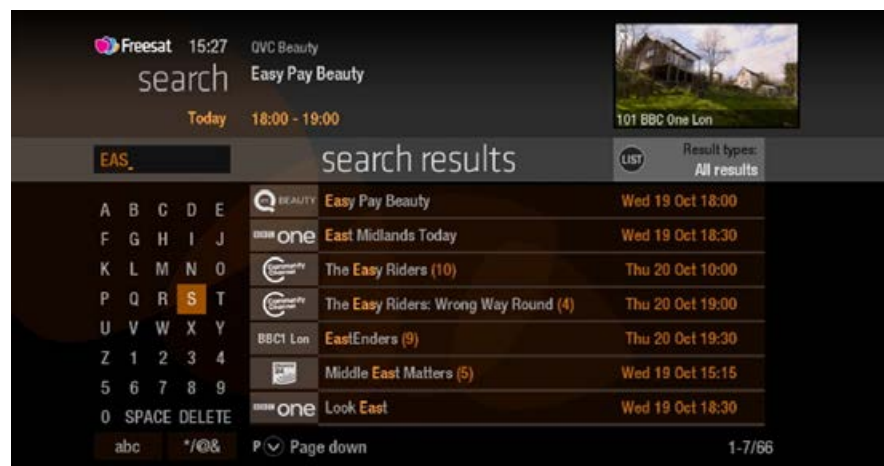 Freesat 15:27
search
Today
QVC Beauty
Easy Pay Beauty
18:00 - 19:00
101 BBC One Lon
EAS_
search results
LIST
Result types:
All results
A B C D E
F G H I J
K L M N O
P Q R S T
U V W X Y
Z 1 2 3 4
5 6 7 8 9
0 SPACE DELETE
abc */@&
BEAUTY Easy Pay Beauty Wed 19 Oct 18:00
BBC one East Midlands Today Wed 19 Oct 18:30
Community Channel The Easy Riders (10) Thu 20 Oct 10:00
Community Channel The Easy Riders: Wrong Way Round (4) Thu 20 Oct 19:00
BBC1 Lon EastEnders (9) Thu 20 Oct 19:30
Middle East Matters (5) Wed 19 Oct 15:15
BBC one Look East Wed 19 Oct 18:30
P Page down 1-7/66